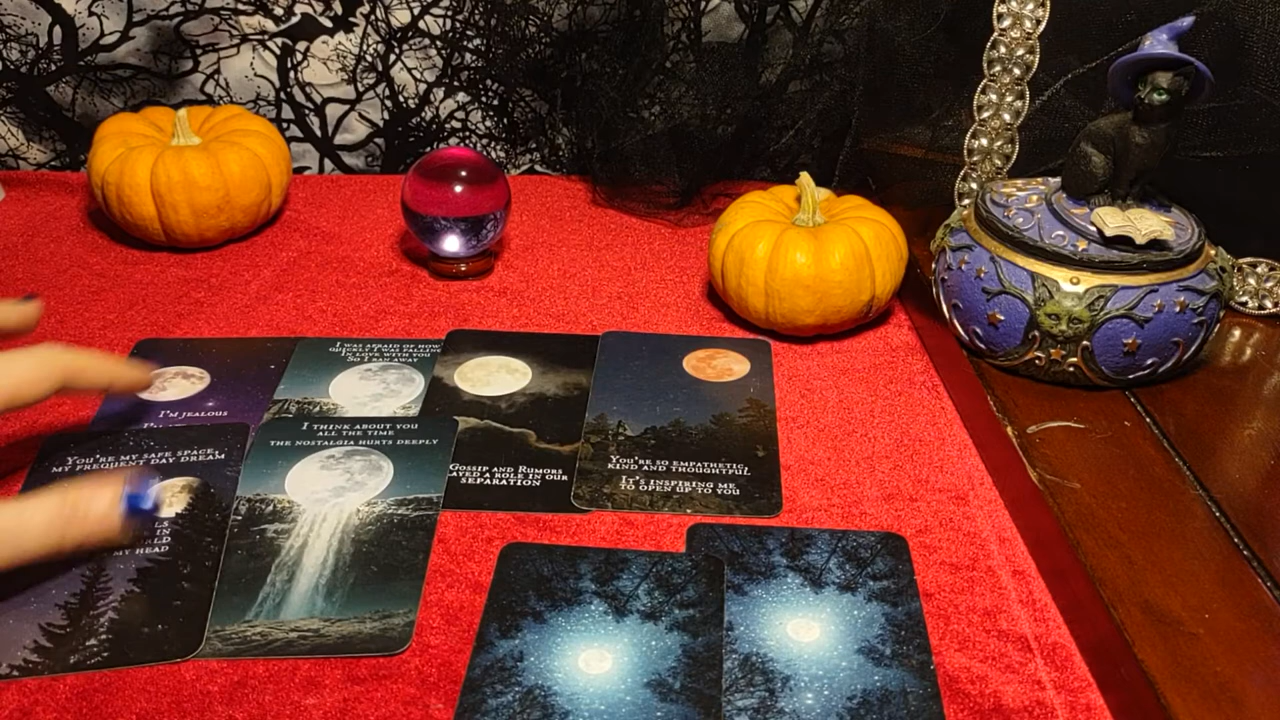 I'm jealous
I was afraid of how
quickly I was falling
in love with you
So I ran away
Gossip and Rumors
ayed a role in our
separation
You're so empathetic,
kind and thoughtful
It's inspiring me
to open up to you
You're my safe space,
my frequent day dream
in
my head
I think about you
all the time
The nostalgia hurts deeply